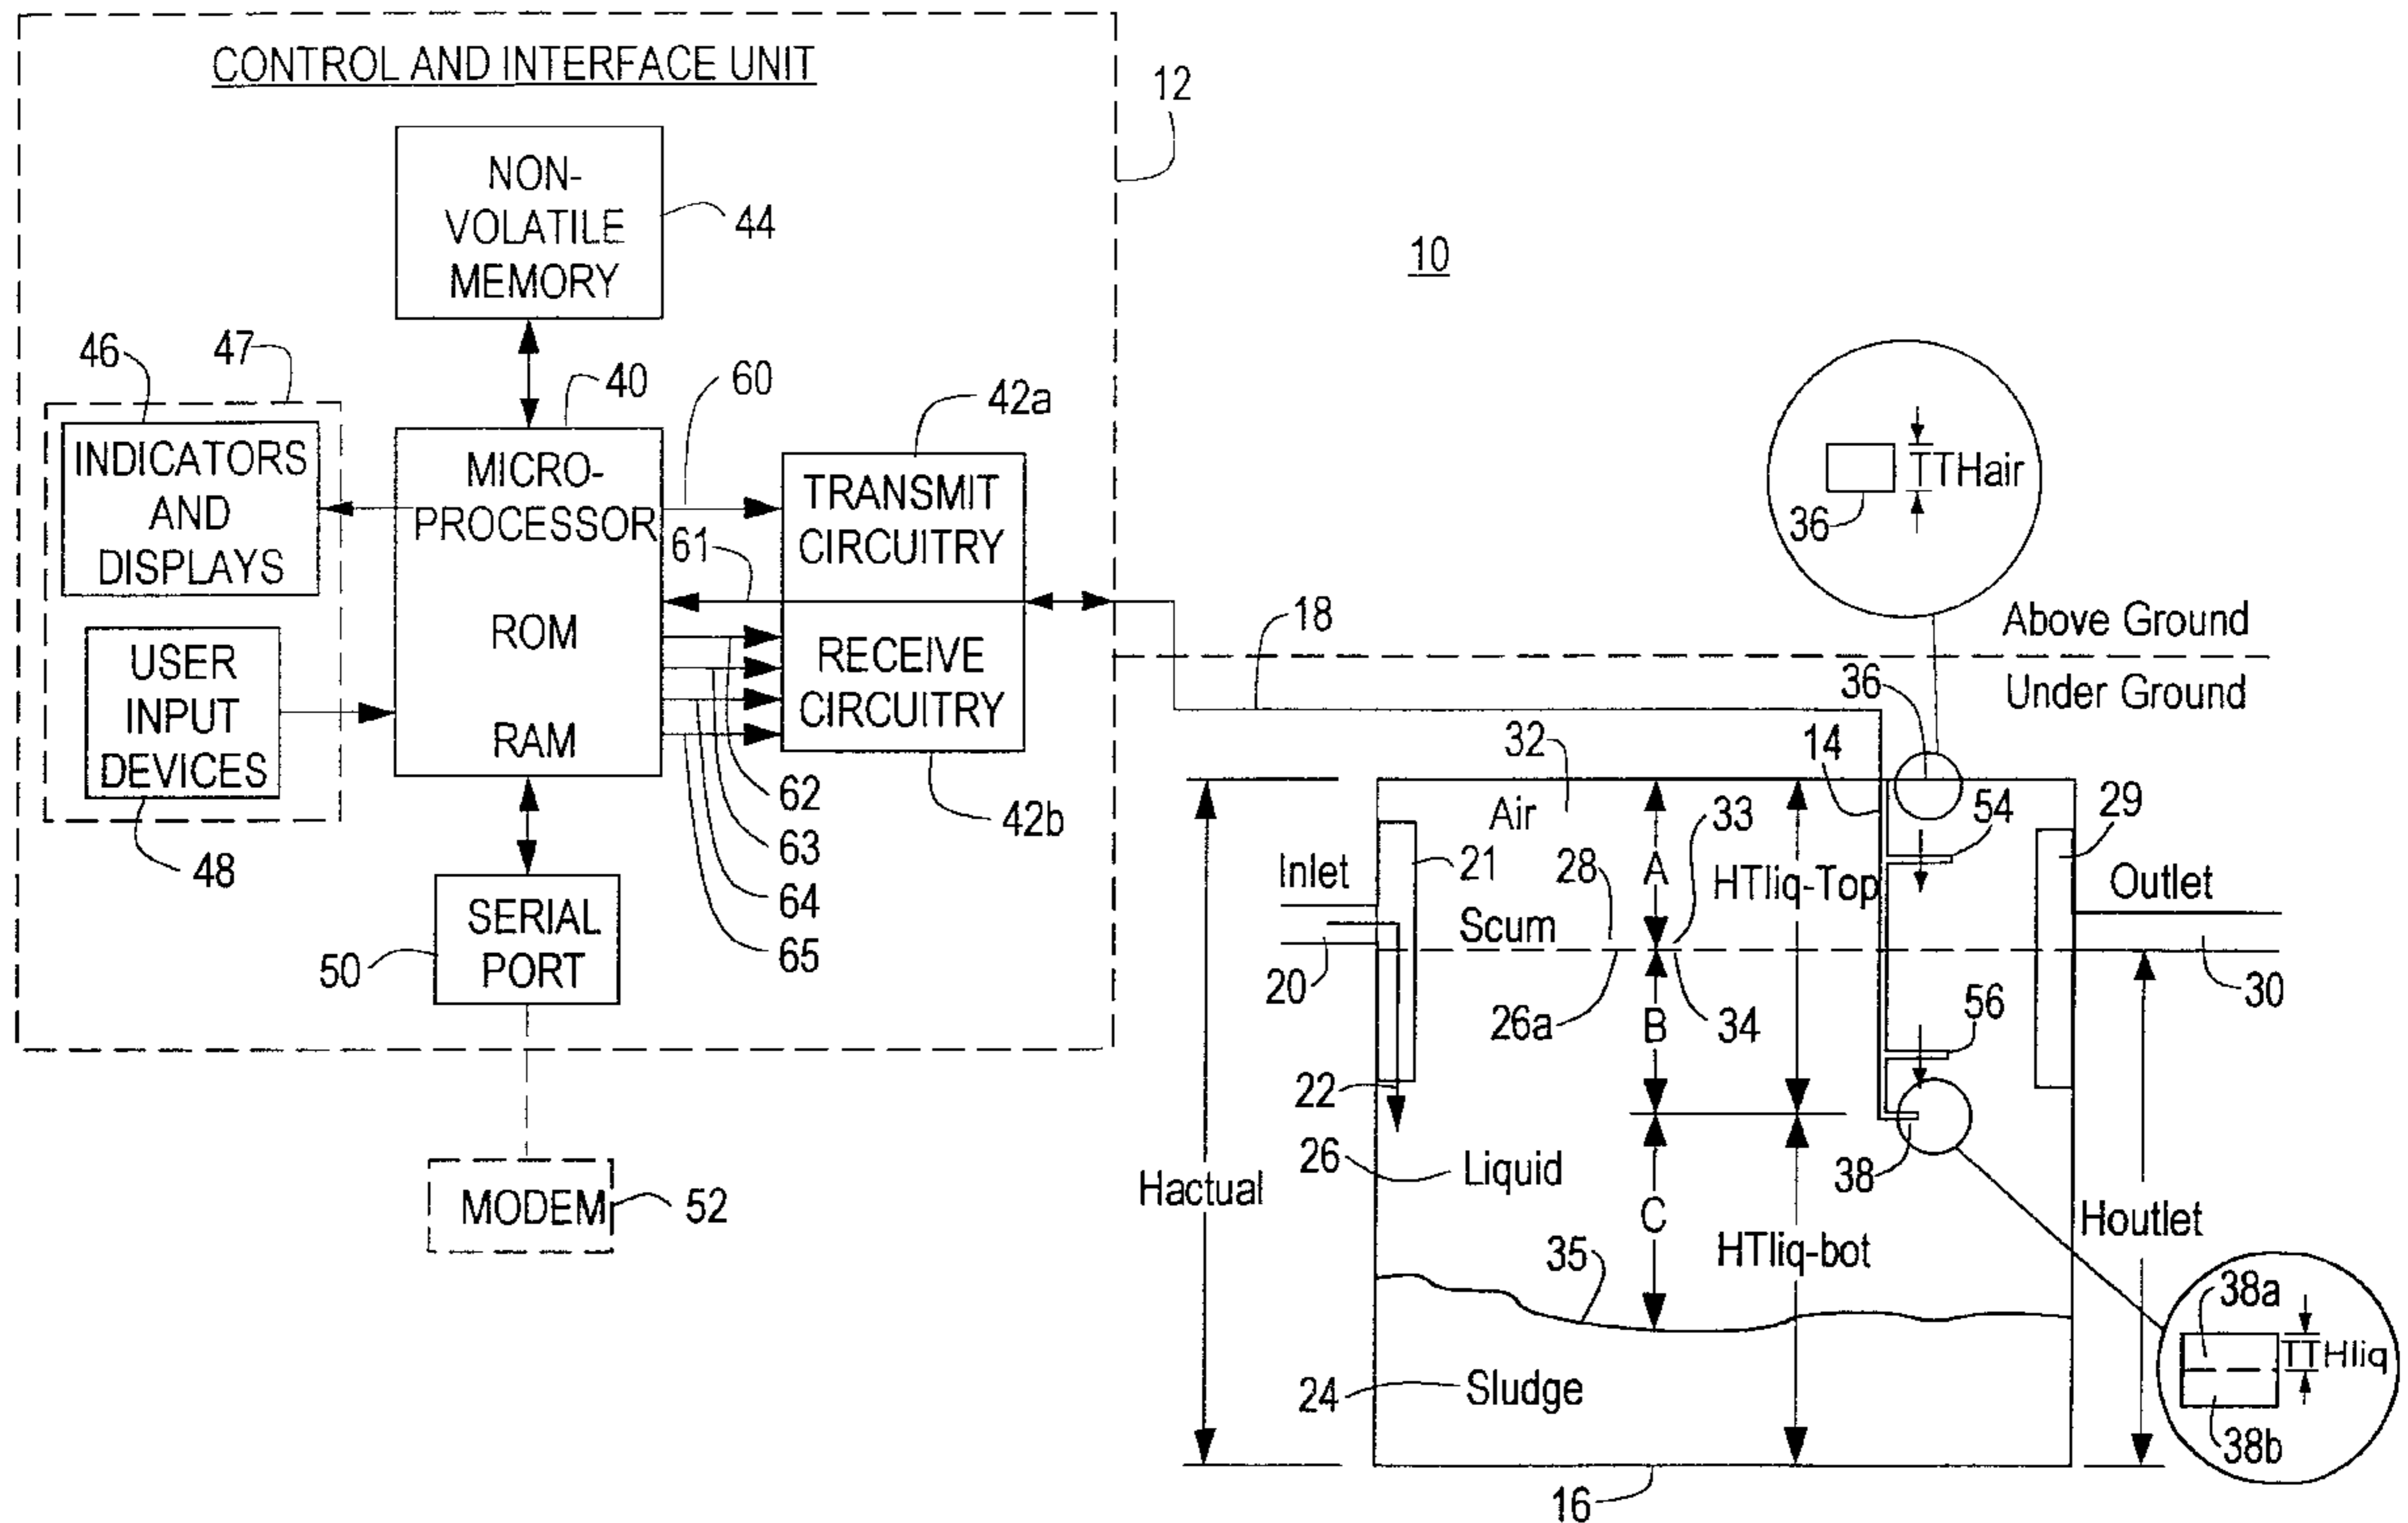 CONTROL AND INTERFACE UNIT
12
NON-
VOLATILE
MEMORY
44
10
46
47
40
60
42a
INDICATORS
AND
DISPLAYS
MICRO-
PROCESSOR
ROM
RAM
61
TRANSMIT
CIRCUITRY
RECEIVE
CIRCUITRY
USER
INPUT
DEVICES
48
62
63
64
65
42b
SERIAL
PORT
50
MODEM
52
TTHair
36
Above Ground
Under Ground
18
36
32
14
Air
33
54
29
Inlet
21
28
A
HTliq-Top
Outlet
Scum
20
26a
B
34
56
30
22
26
Liquid
38
Hactual
C
Houtlet
35
HTliq-bot
38a
TTHliq
24
Sludge
38b
16